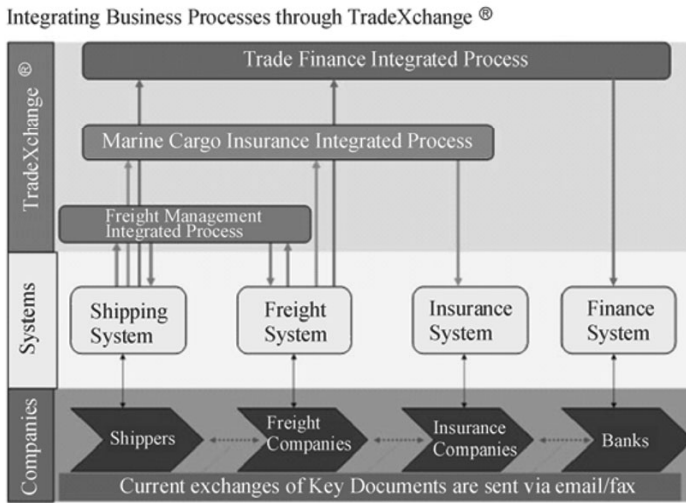 Integrating Business Processes through TradeXchange ®
TradeXchange ®
Trade Finance Integrated Process
Marine Cargo Insurance Integrated Process
Freight Management
Integrated Process
Systems
Shipping
System
Freight
System
Insurance
System
Finance
System
Companies
Shippers
Freight
Companies
Insurance
Companies
Banks
Current exchanges of Key Documents are sent via email/fax